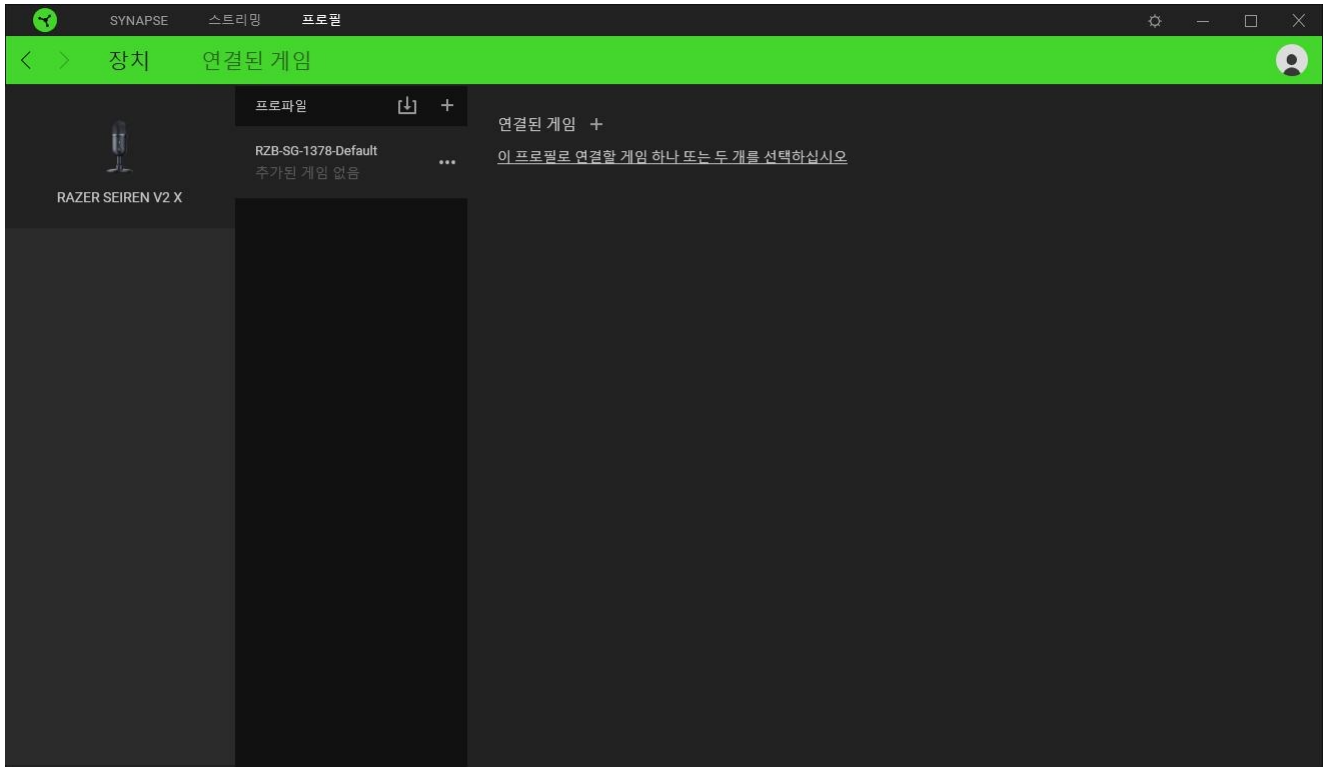 SYNAPSE 스트리밍 프로필
장치 연결된 게임
RAZER SEIREN V2 X
프로파일
RZB-SG-1378-Default
추가된 게임 없음
연결된 게임 +
이 프로필로 연결할 게임 하나 또는 두 개를 선택하십시오